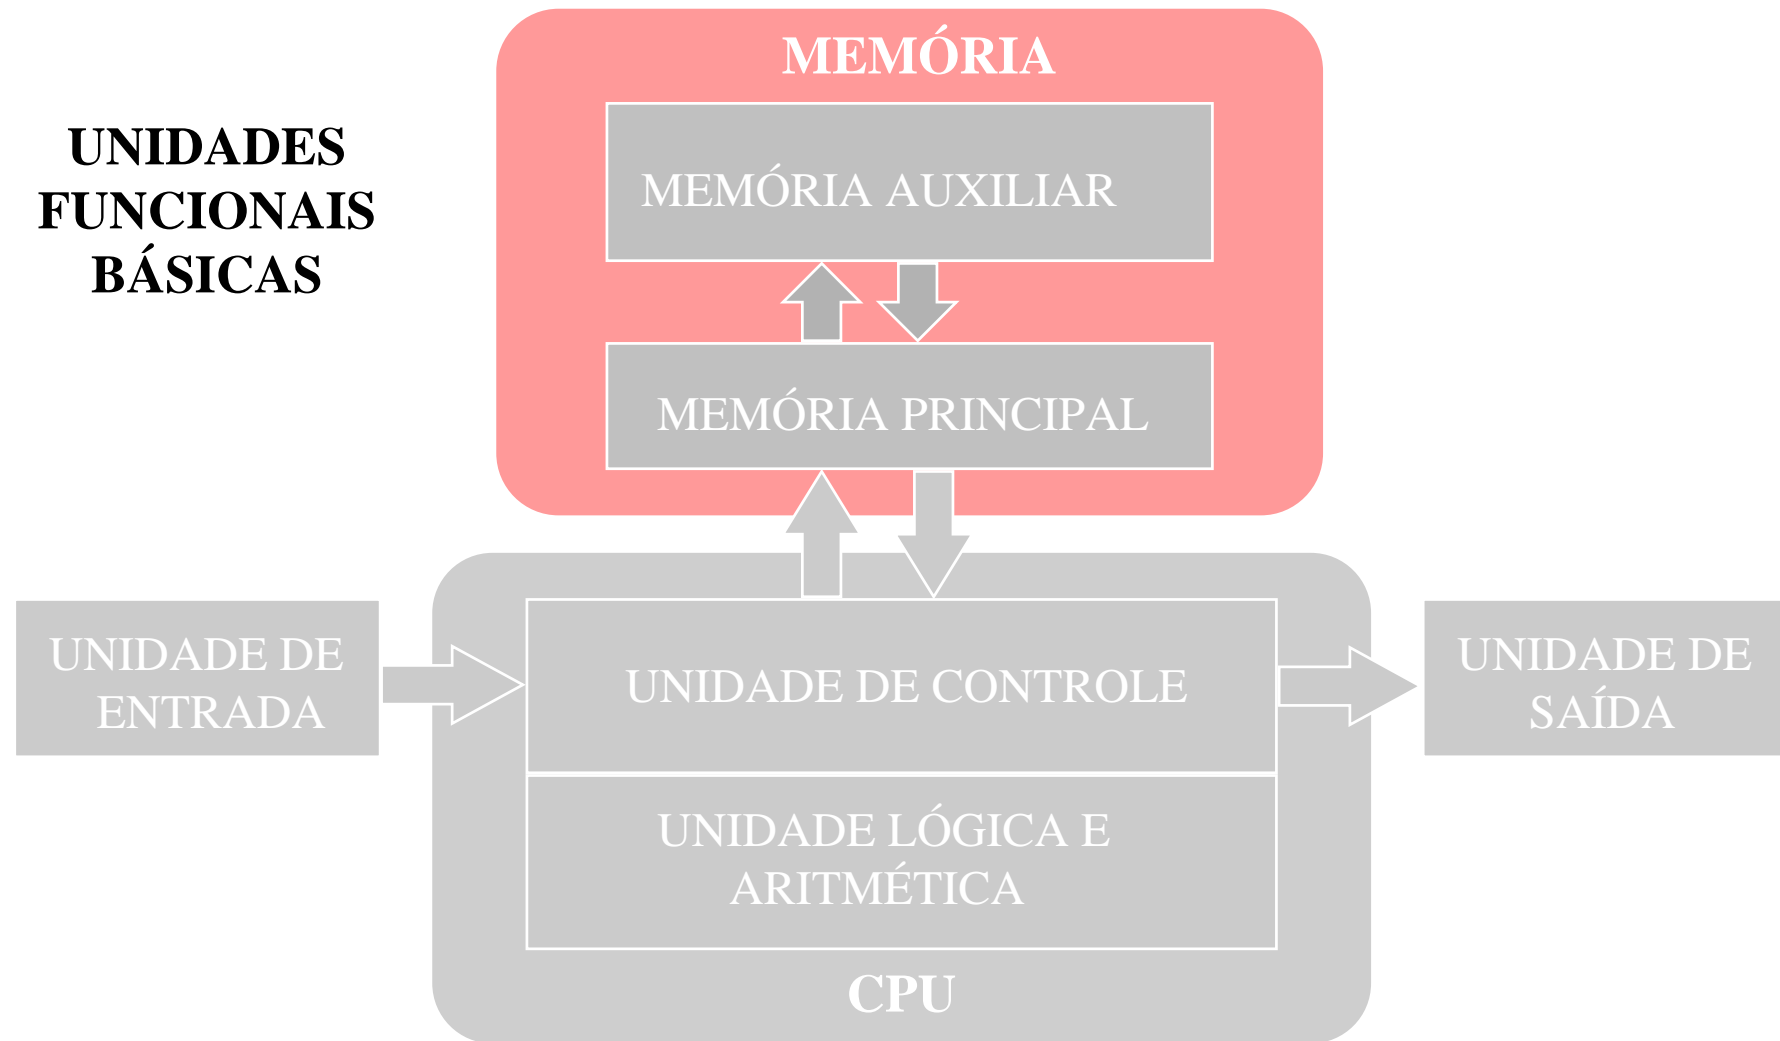 UNIDADES
FUNCIONAIS
BÁSICAS
MEMÓRIA
MEMÓRIA AUXILIAR
MEMÓRIA PRINCIPAL
UNIDADE DE
ENTRADA
UNIDADE DE CONTROLE
UNIDADE DE
SAÍDA
UNIDADE LÓGICA E
ARITMÉTICA
CPU